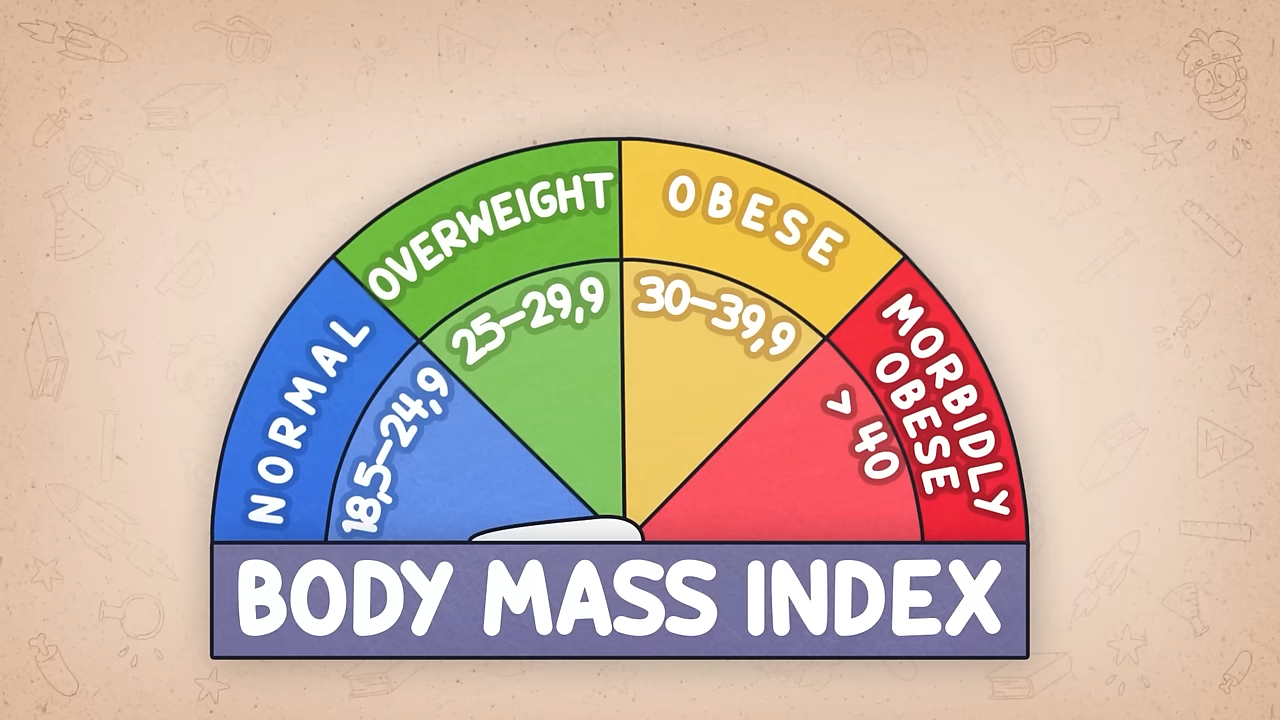 NORMAL
18,5–24,9
OVERWEIGHT
25–29,9
OBESE
30–39,9
MORBIDLY
OBESE
> 40
BODY MASS INDEX